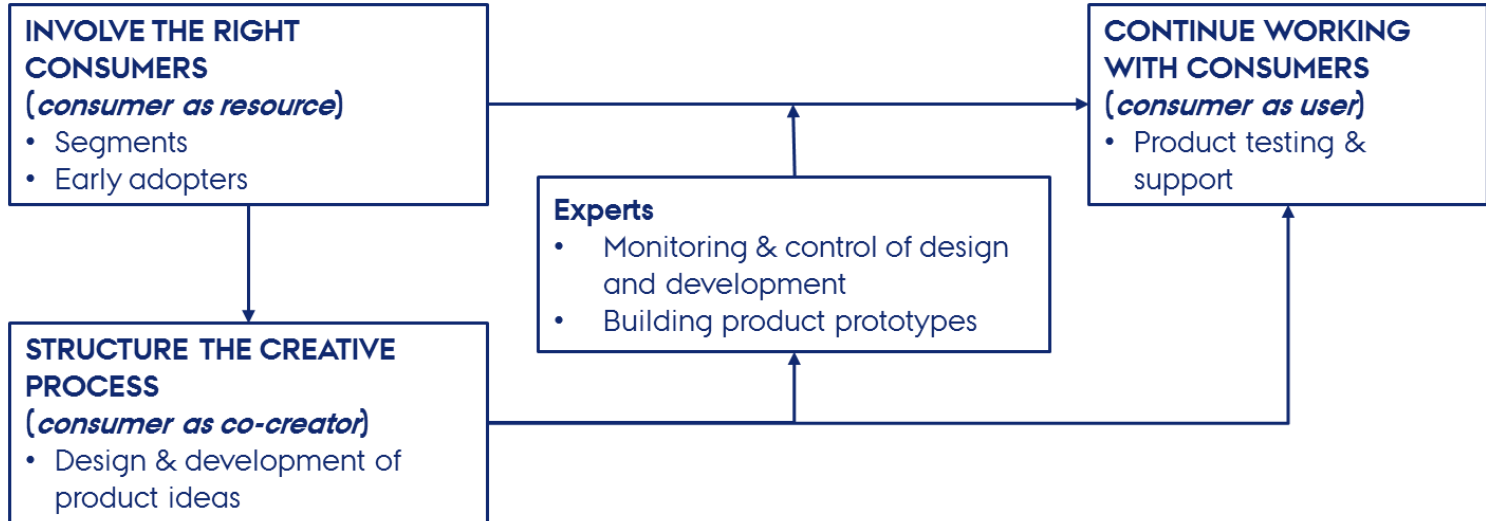 INVOLVE THE RIGHT
CONSUMERS
(consumer as resource)
• Segments
• Early adopters
CONTINUE WORKING
WITH CONSUMERS
(consumer as user)
• Product testing &
support
Experts
• Monitoring & control of design
and development
• Building product prototypes
STRUCTURE THE CREATIVE
PROCESS
(consumer as co-creator)
• Design & development of
product ideas